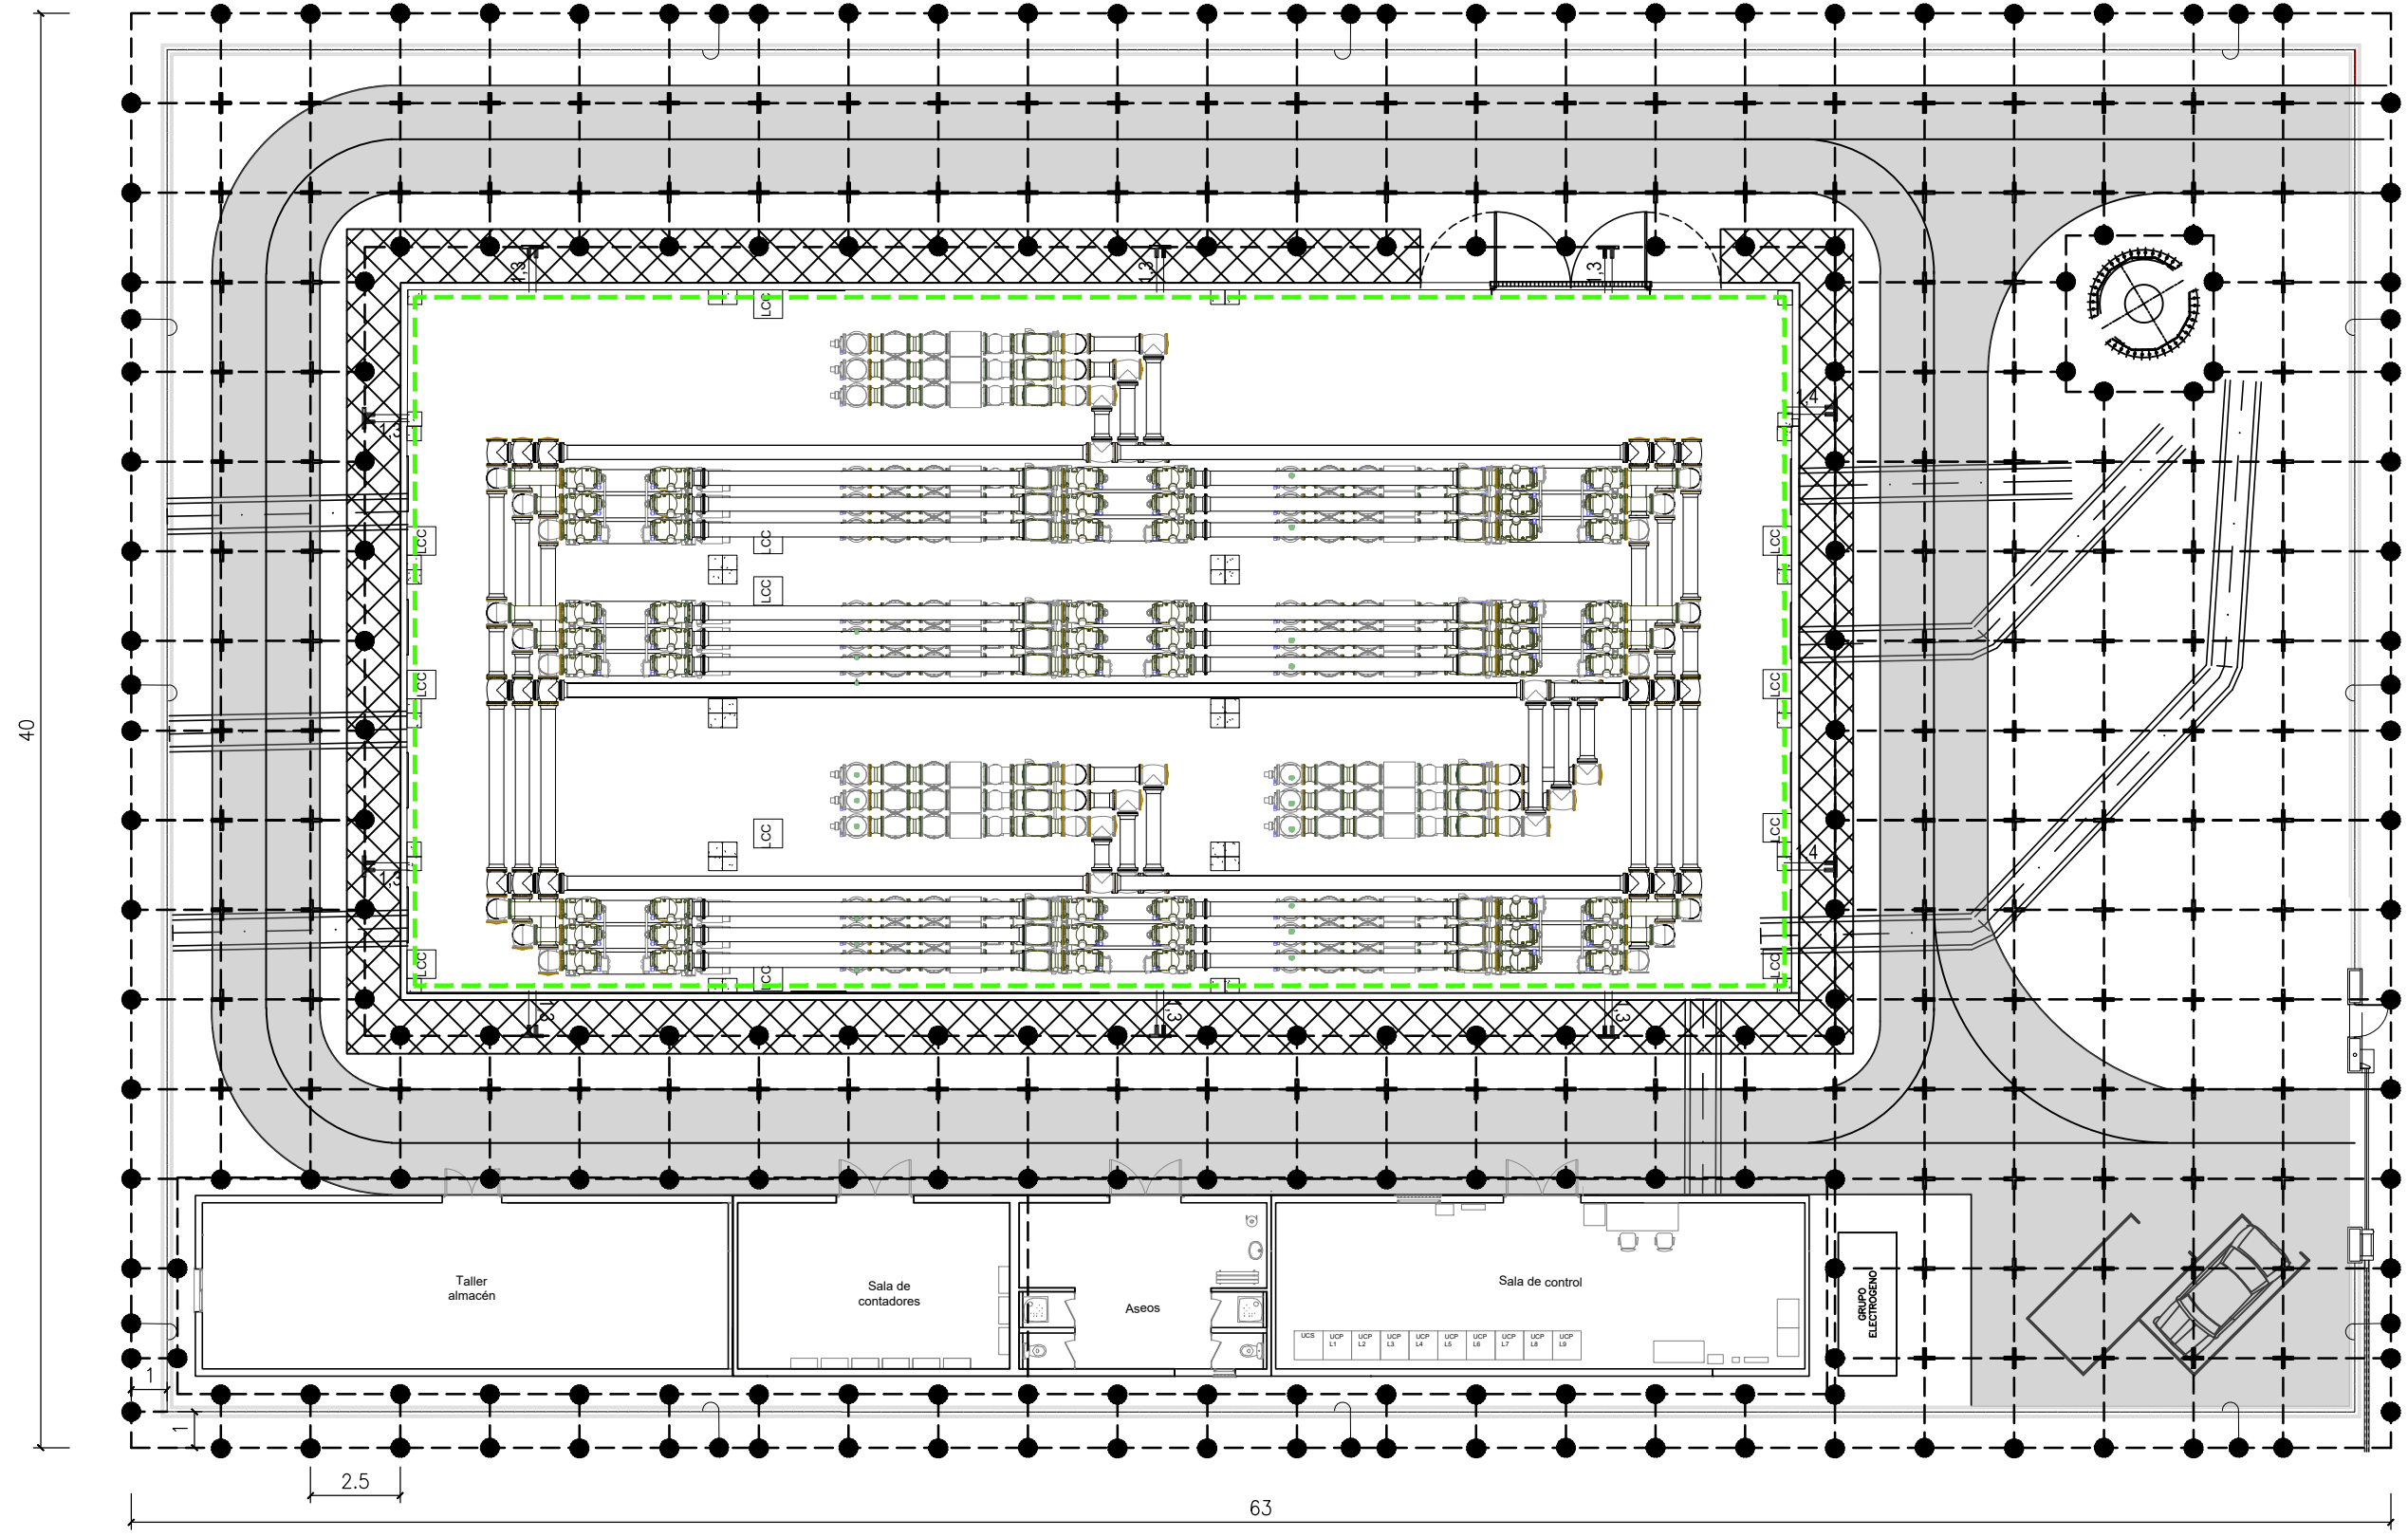 1,3
1,3
1,3
LCC
1,3
1,4
LCC
LCC
LCC
LCC
LCC
LCC
40
LCC
LCC
1,3
1,4
LCC
LCC
LCC
1,3
1,3
1,3
Taller
almacén
Sala de
contadores
Aseos
Sala de control
GRUPO
ELECTROGENO
UCS
UCP
L1
UCP
L2
UCP
L3
UCP
L4
UCP
L5
UCP
L6
UCP
L7
UCP
L8
UCP
L9
1
1
2.5
63